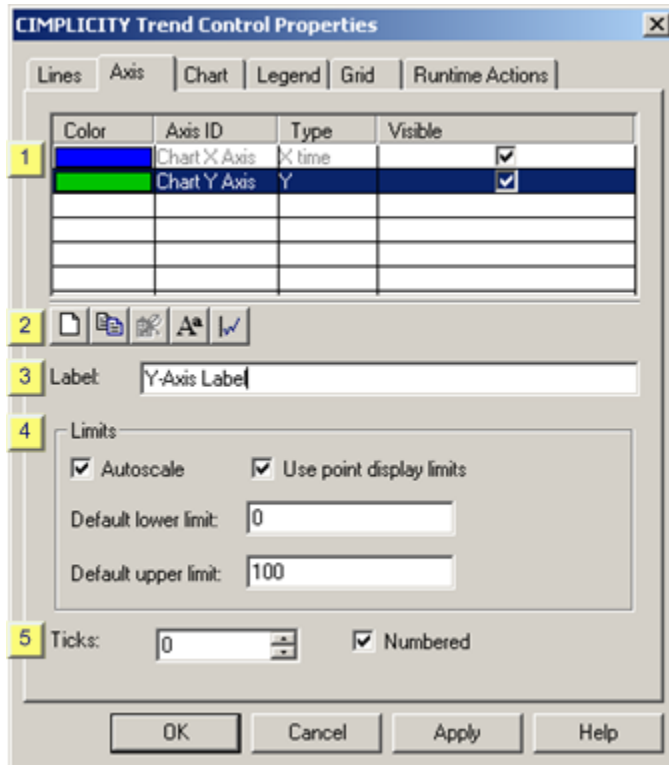 CIMPLICITY Trend Control Properties
Lines Axis Chart Legend Grid Runtime Actions
Color Axis ID Type Visible
1 Chart X Axis X time
Chart Y Axis Y
2 Aa
3 Label: Y-Axis Label
4 Limits
Autoscale Use point display limits
Default lower limit: 0
Default upper limit: 100
5 Ticks: 0 Numbered
OK Cancel Apply Help